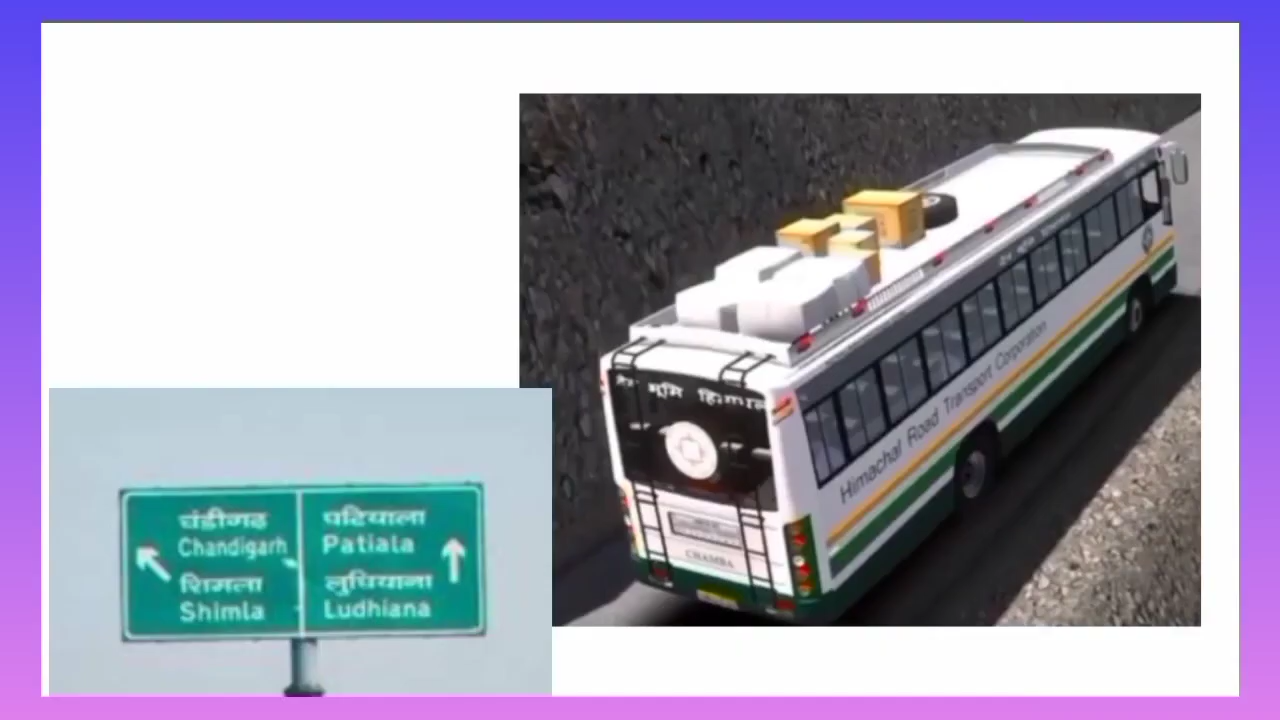 चंडीगढ़
Chandigarh
शिमला
Shimla
पटियाला
Patiala
लुधियाना
Ludhiana
भूमि
Himachal Road Transport Corporation
CHAMBA